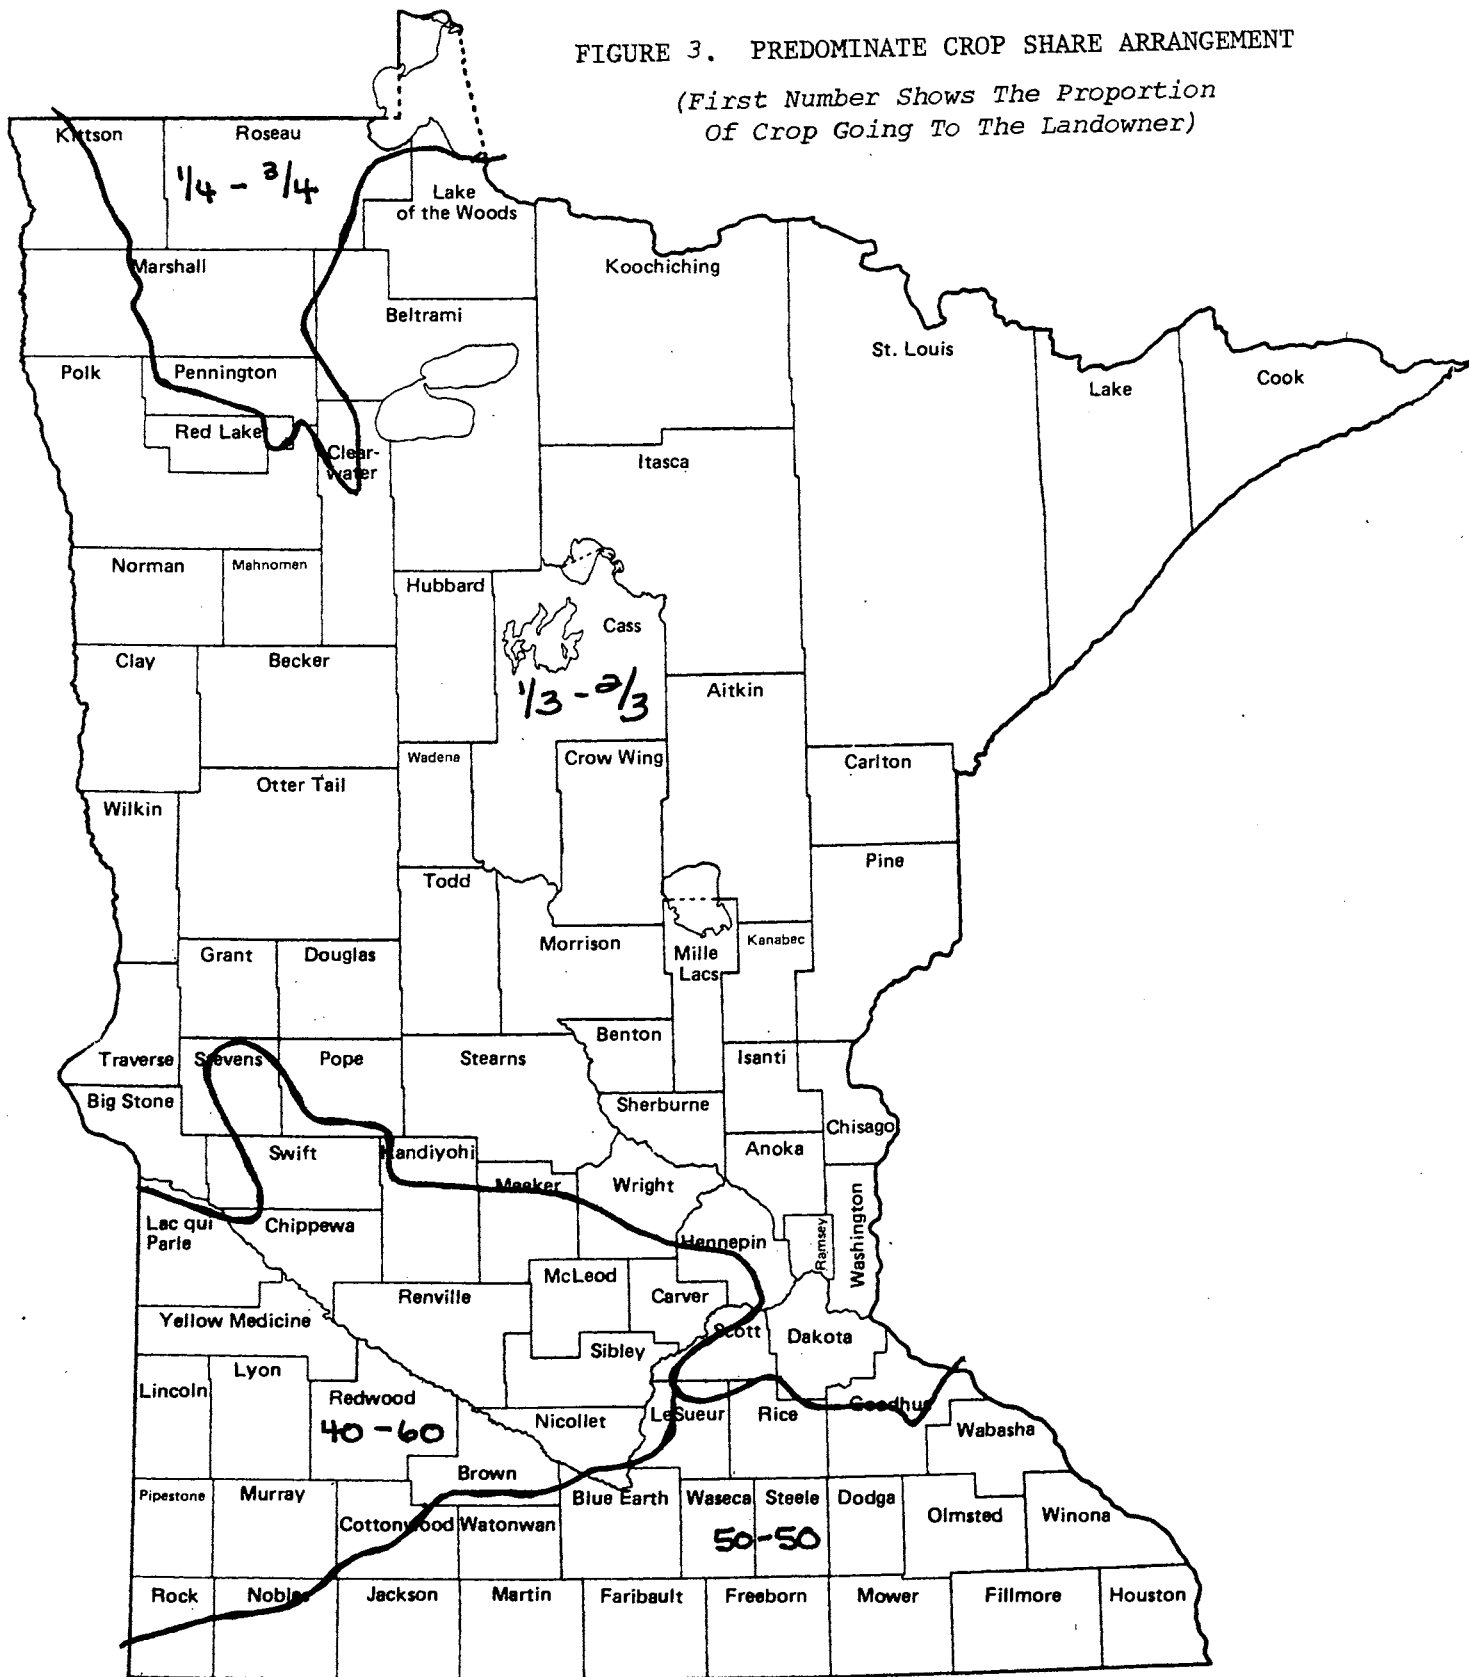 FIGURE 3. PREDOMINATE CROP SHARE ARRANGEMENT
(First Number Shows The Proportion
Of Crop Going To The Landowner)
Kittson
Roseau
1/4 - 3/4
Lake
of the Woods
Marshall
Koochiching
Beltrami
St. Louis
Polk
Pennington
Lake
Cook
Red Lake
Clear-
water
Itasca
Norman
Mahnomen
Hubbard
Cass
Clay
Becker
1/3 - 2/3
Aitkin
Wadena
Crow Wing
Carlton
Otter Tail
Wilkin
Pine
Todd
Grant
Douglas
Morrison
Mille
Lacs
Kanabec
Benton
Traverse
Stevens
Pope
Stearns
Isanti
Big Stone
Sherburne
Chisago
Swift
Kandiyohi
Anoka
Meeker
Wright
Washington
Lac qui
Parle
Chippewa
Hennepin
Ramsey
McLeod
Renville
Carver
Yellow Medicine
Scott
Dakota
Sibley
Lyon
Lincoln
Redwood
40-60
Nicollet
LeSueur
Rice
Goodhue
Wabasha
Brown
Pipestone
Murray
Blue Earth
Waseca
Steele
Dodga
Olmsted
Winona
Cottonwood
Watonwan
50-50
Rock
Nobles
Jackson
Martin
Faribault
Freeborn
Mower
Fillmore
Houston